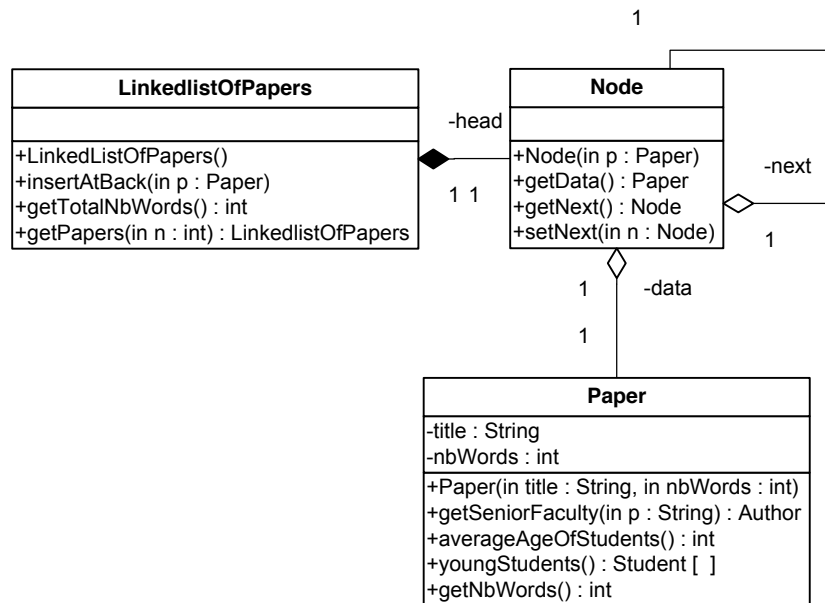 1
LinkedlistOfPapers
+LinkedListOfPapers()
+insertAtBack(in p : Paper)
+getTotalNbWords() : int
+getPapers(in n : int) : LinkedlistOfPapers
-head
1 1
Node
+Node(in p : Paper)
+getData() : Paper
+getNext() : Node
+setNext(in n : Node)
-next
1
1
-data
1
Paper
-title : String
-nbWords : int
+Paper(in title : String, in nbWords : int)
+getSeniorFaculty(in p : String) : Author
+averageAgeOfStudents() : int
+youngStudents() : Student [ ]
+getNbWords() : int